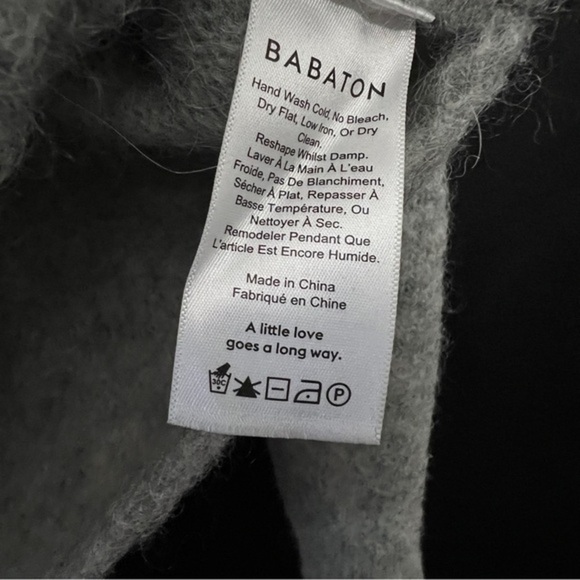 BABATON
Hand Wash Cold, No Bleach,
Dry Flat, Low Iron, Or Dry
Clean.
Reshape Whilst Damp.
Laver À La Main À L'eau
Froide, Pas De Blanchiment,
Sécher À Plat, Repasser À
Basse Température, Ou
Nettoyer À Sec.
Remodeler Pendant Que
L'article Est Encore Humide.
Made in China
Fabriqué en Chine
A little love
goes a long way.
30C P